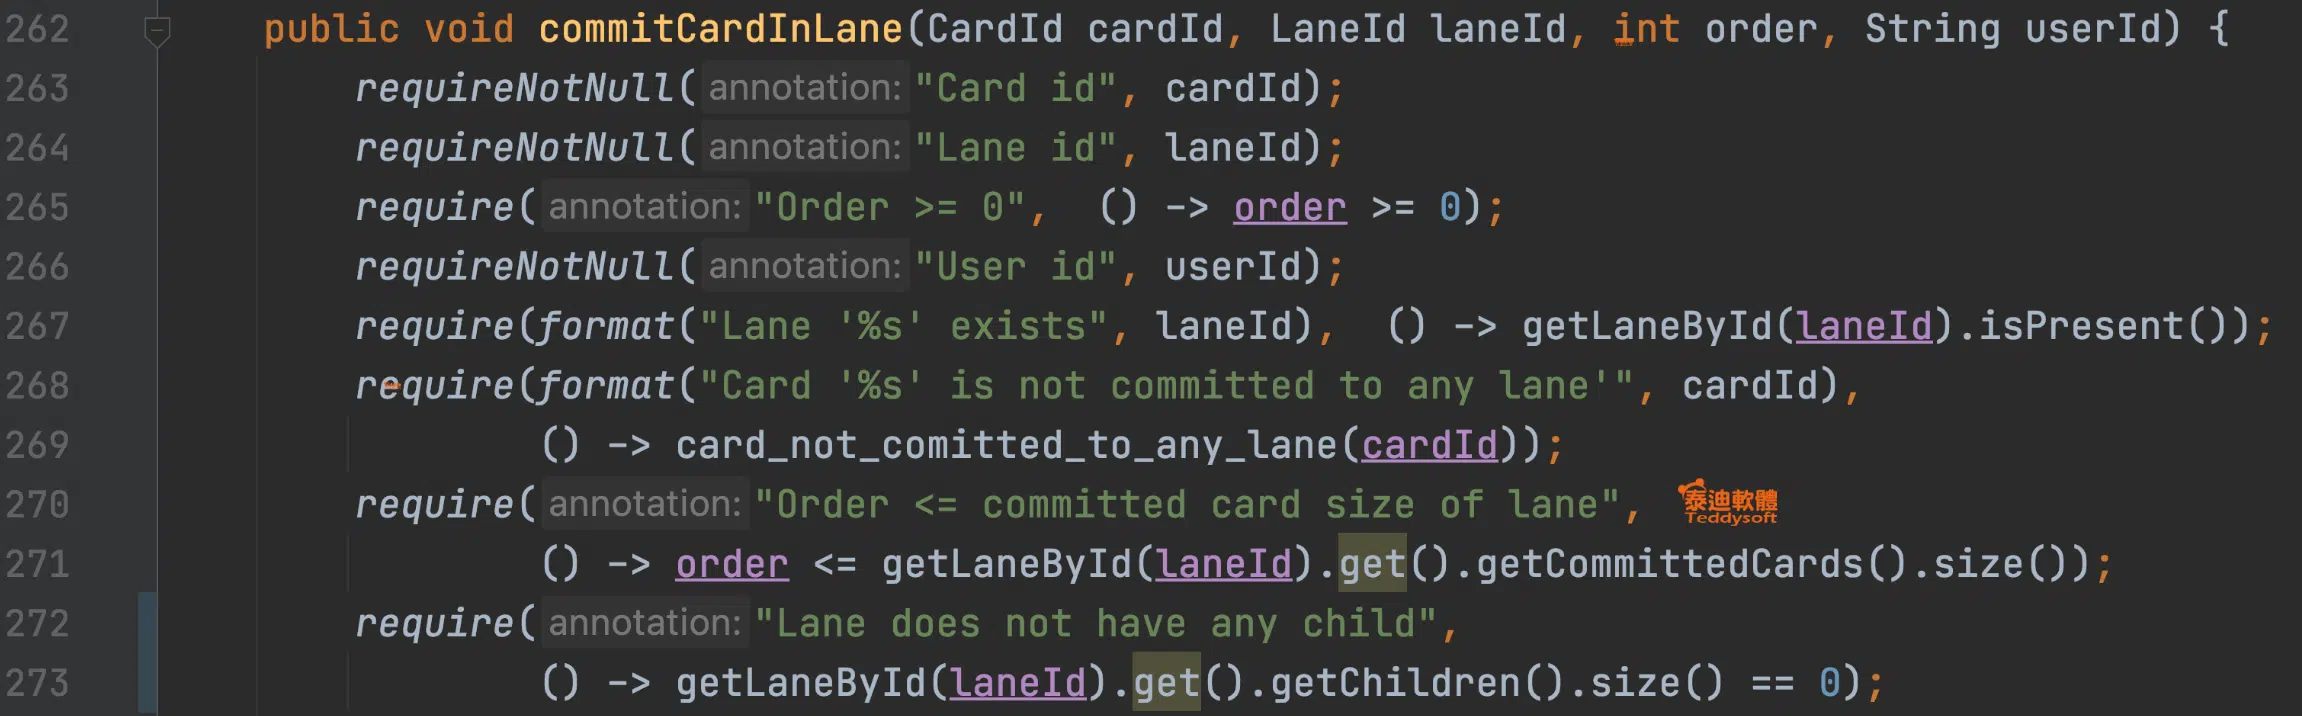 262 public void commitCardInLane(CardId cardId, LaneId laneId, int order, String userId) {
263 requireNotNull( annotation: "Card id", cardId);
264 requireNotNull( annotation: "Lane id", laneId);
265 require( annotation: "Order >= 0", () -> order >= 0);
266 requireNotNull( annotation: "User id", userId);
267 require(format("Lane '%s' exists", laneId), () -> getLaneById(laneId).isPresent());
268 require(format("Card '%s' is not committed to any lane'", cardId),
269 () -> card_not_comitted_to_any_lane(cardId));
270 require( annotation: "Order <= committed card size of lane",
泰迪軟體
Teddysoft
271 () -> order <= getLaneById(laneId).get().getCommittedCards().size());
272 require( annotation: "Lane does not have any child",
273 () -> getLaneById(laneId).get().getChildren().size() == 0);